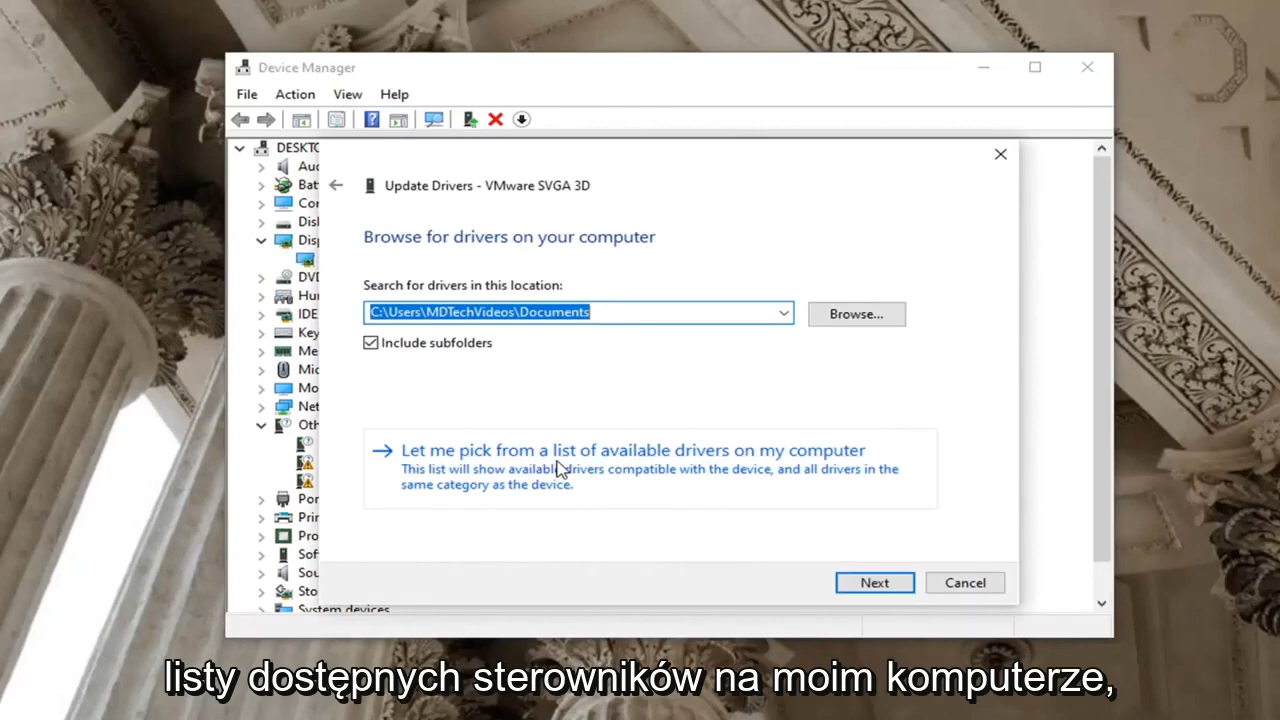 Device Manager
File Action View Help
DESKTO
Auc
Bat
Cor
Disl
Disp
DVD
Hur
IDE
Key
Me
Mic
Mo
Net
Oth
Por
Prin
Pro
Sof
Sou
Sto
System devices
Update Drivers - VMware SVGA 3D
Browse for drivers on your computer
Search for drivers in this location:
C:\Users\MDTechVideos\Documents
Browse...
Include subfolders
Let me pick from a list of available drivers on my computer
This list will show available drivers compatible with the device, and all drivers in the
same category as the device.
Next Cancel
listy dostępnych sterowników na moim komputerze,